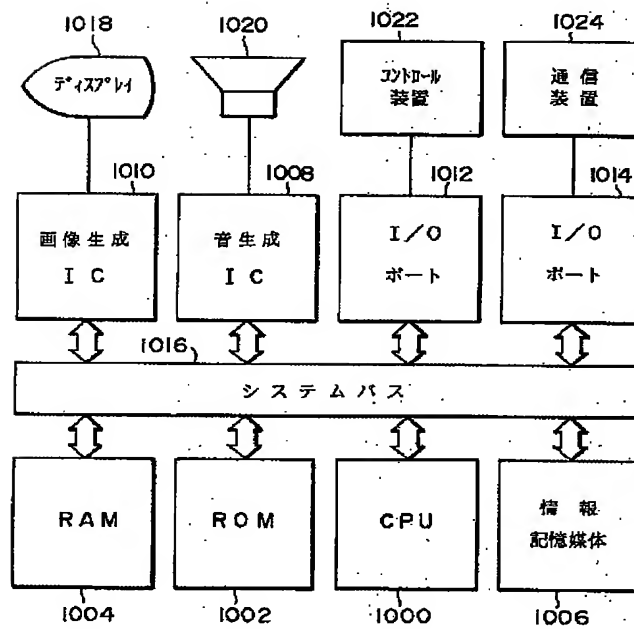 1018
1020
1022
1024
ディスプレイ
コントロール
装置
通信
装置
1010
1008
1012
1014
画像生成
IC
音生成
IC
I/O
ポート
I/O
ポート
1016
システムバス
RAM
ROM
CPU
情報
記憶媒体
1004
1002
1000
1006